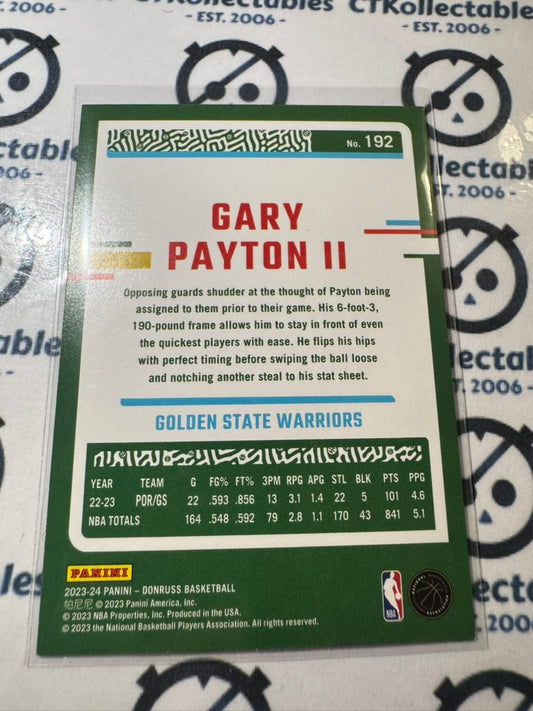 CTKollectables
- EST. 2006 -
- EST. 2006 -
No. 192
GARY
PAYTON II
Opposing guards shudder at the thought of Payton being
assigned to them prior to their game. His 6-foot-3,
190-pound frame allows him to stay in front of even
the quickest players with ease. He flips his hips
with perfect timing before swiping the ball loose
and notching another steal to his stat sheet.
GOLDEN STATE WARRIORS
YEAR TEAM G FG% FT% 3PM RPG APG STL BLK PTS PPG
22-23 POR/GS 22 .593 .856 13 3.1 1.4 22 5 101 4.6
NBA TOTALS 164 .548 .592 79 2.8 1.1 170 43 841 5.1
PANINI
2023-24 PANINI – DONRUSS BASKETBALL
帕尼尼 © 2023 Panini America, Inc.
© 2023 NBA Properties, Inc. Produced in the USA.
© 2023 the National Basketball Players Association. All rights reserved.
NBA